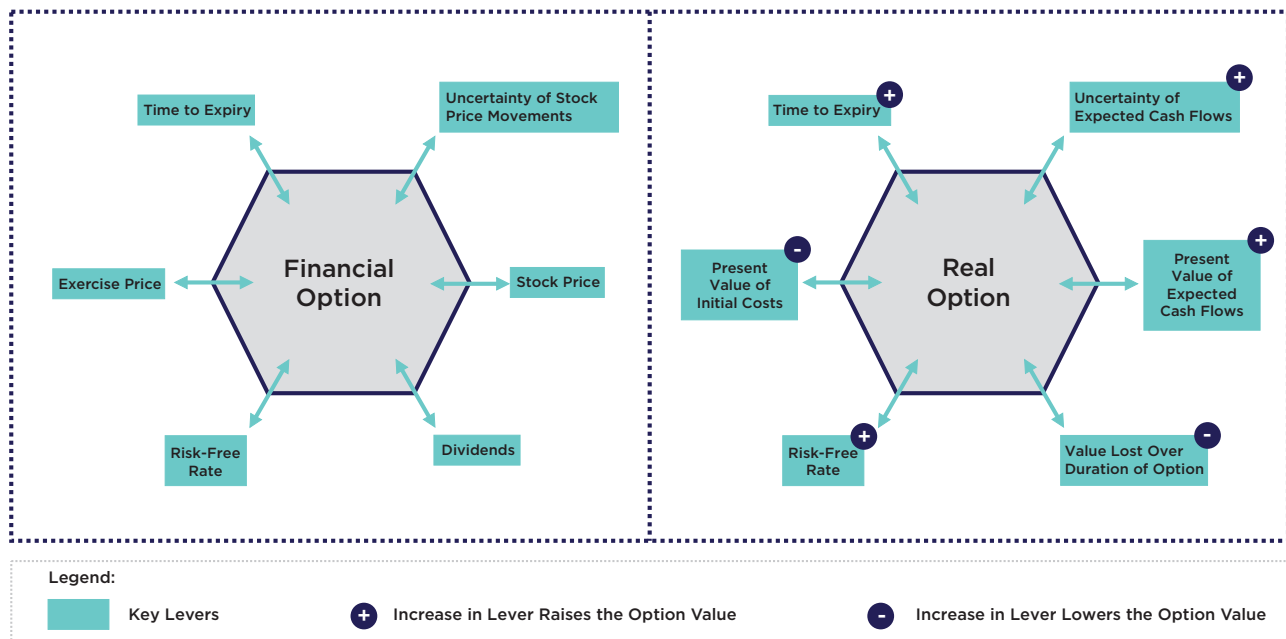 Time to Expiry
Uncertainty of Stock
Price Movements
Exercise Price
Financial
Option
Stock Price
Risk-Free
Rate
Dividends
Time to Expiry
+
Uncertainty of
Expected Cash Flows
+
Present
Value of
Initial Costs
-
Real
Option
Present
Value of
Expected
Cash Flows
+
Risk-Free
Rate
+
Value Lost Over
Duration of Option
-
Legend:
Key Levers
+ Increase in Lever Raises the Option Value
- Increase in Lever Lowers the Option Value